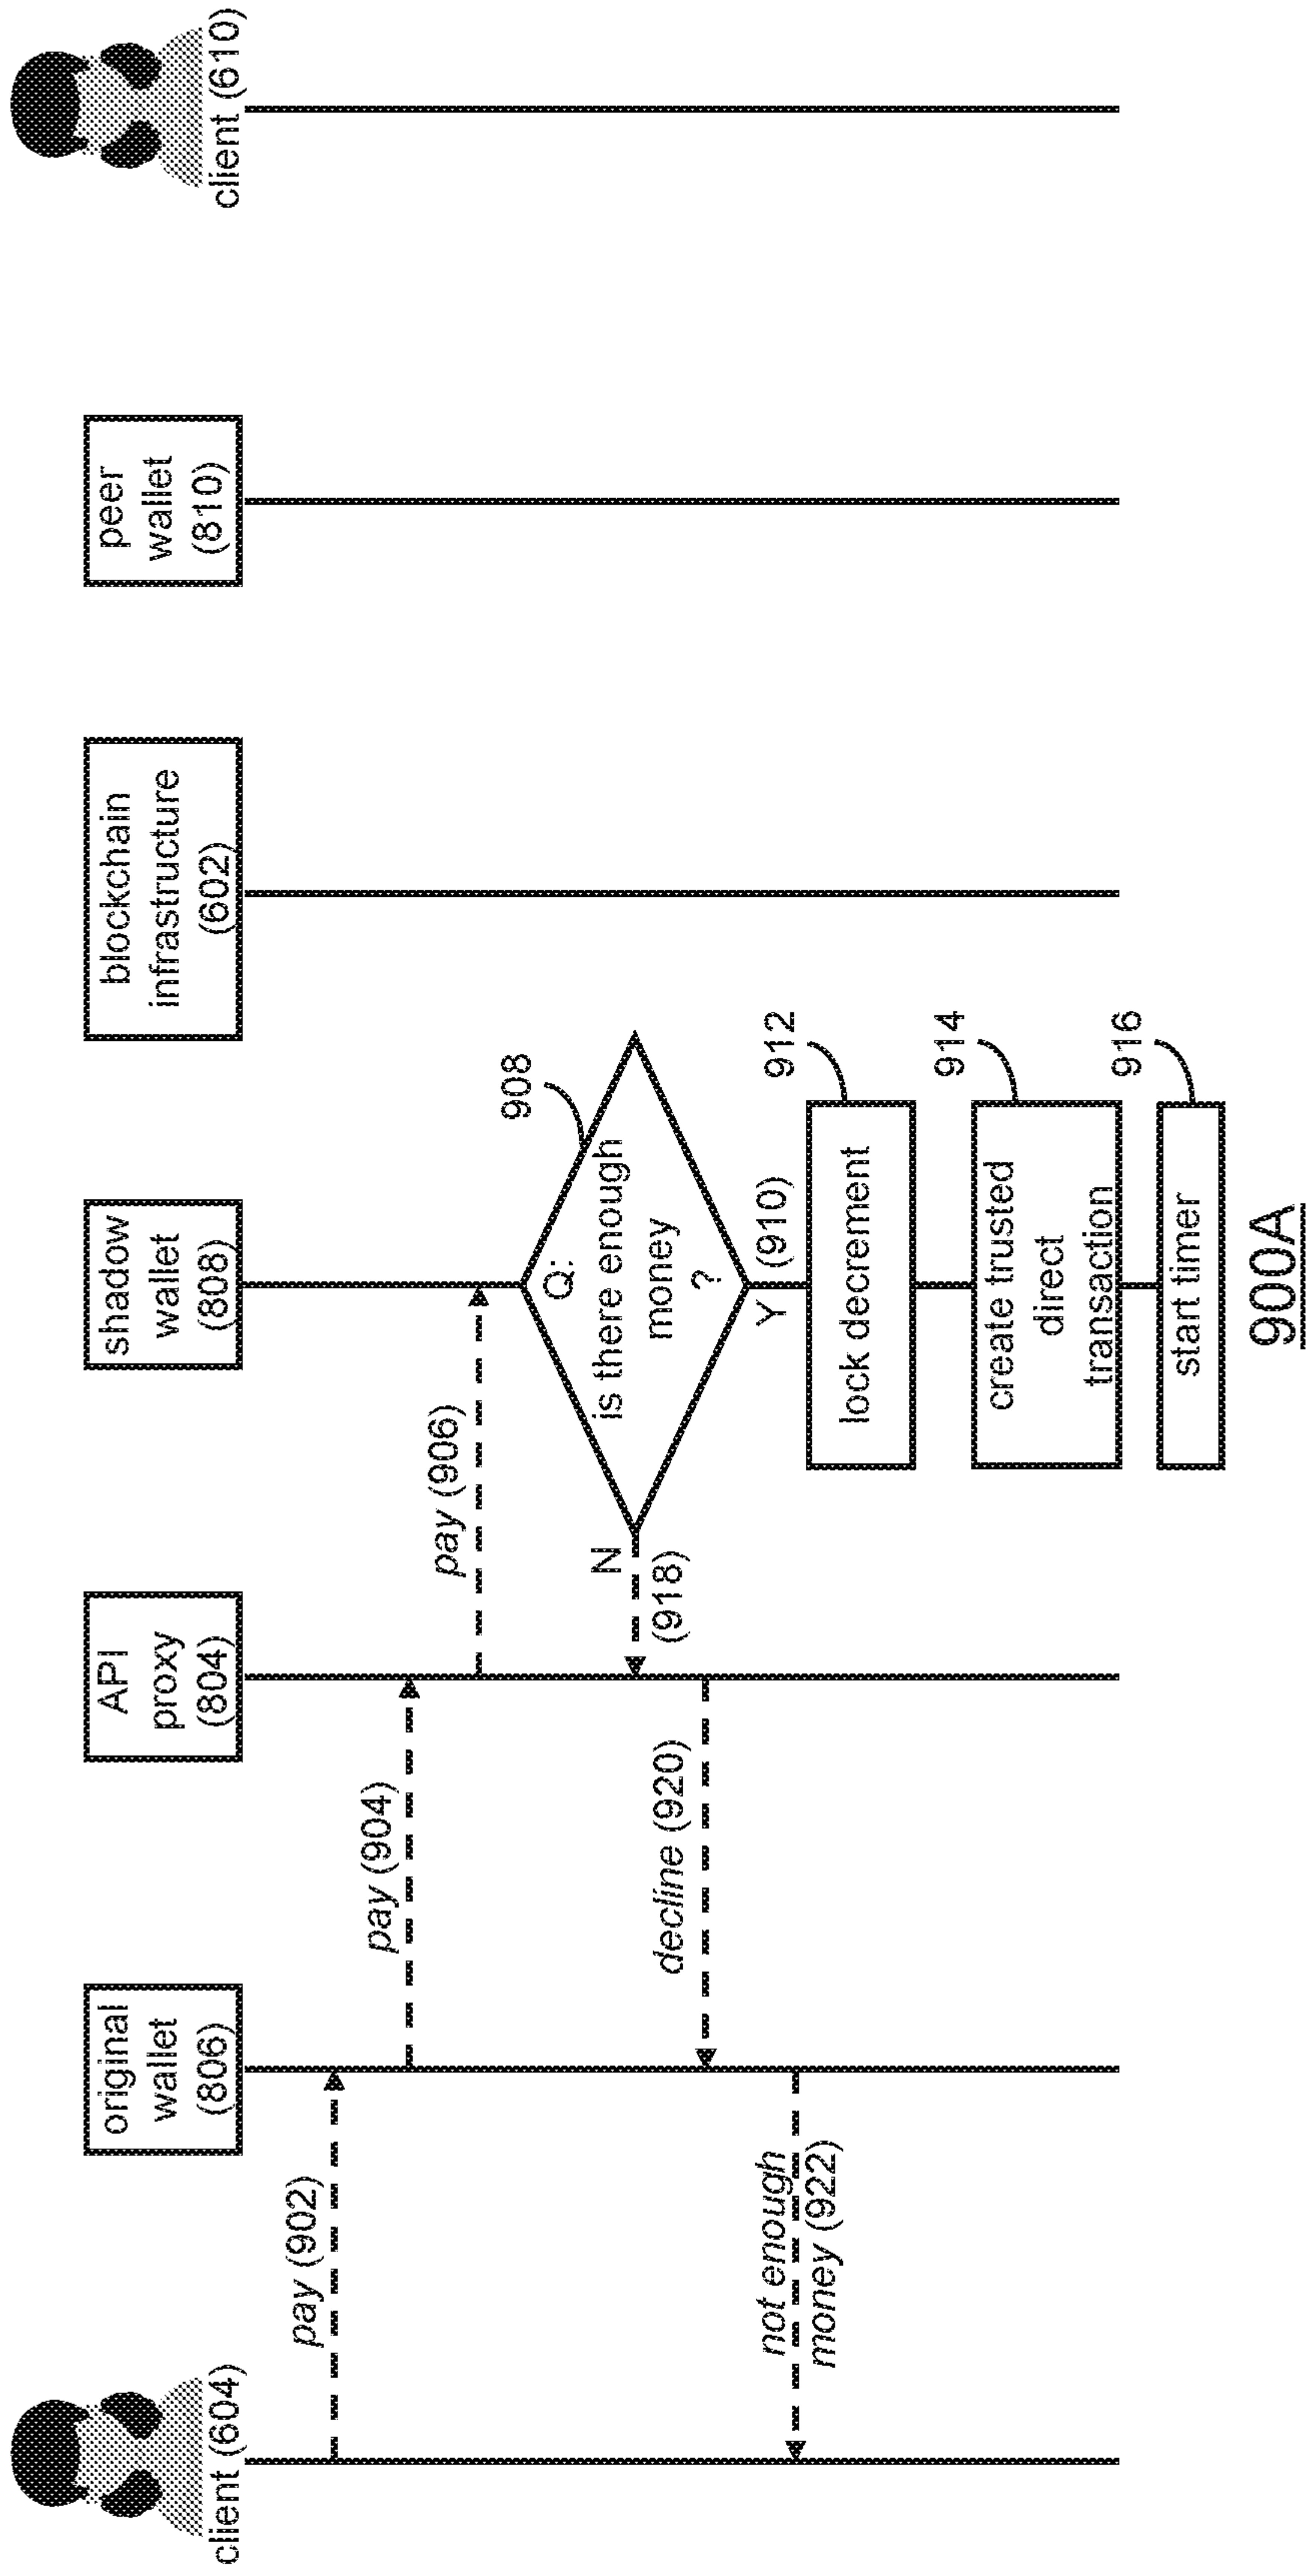 client (604)
original
wallet
(806)
API
proxy
(804)
shadow
wallet
(808)
blockchain
infrastructure
(602)
peer
wallet
(810)
client (610)
pay (902)
pay (904)
pay (906)
908
Q:
is there enough
money
?
N
(918)
Y (910)
decline (920)
not enough
money (922)
912
lock decrement
914
create trusted
direct
transaction
916
start timer
900A